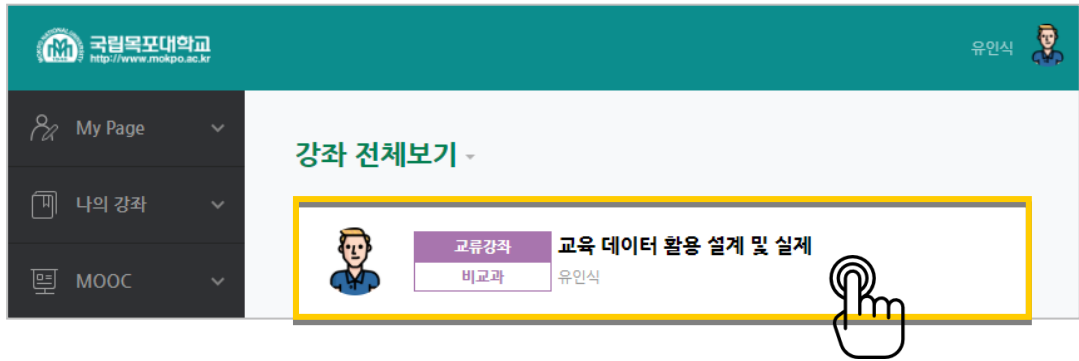 국립목포대학교
http://www.mokpo.ac.kr
유인식
My Page
나의 강좌
MOOC
강좌 전체보기
교류강좌
교육 데이터 활용 설계 및 실제
비교과
유인식